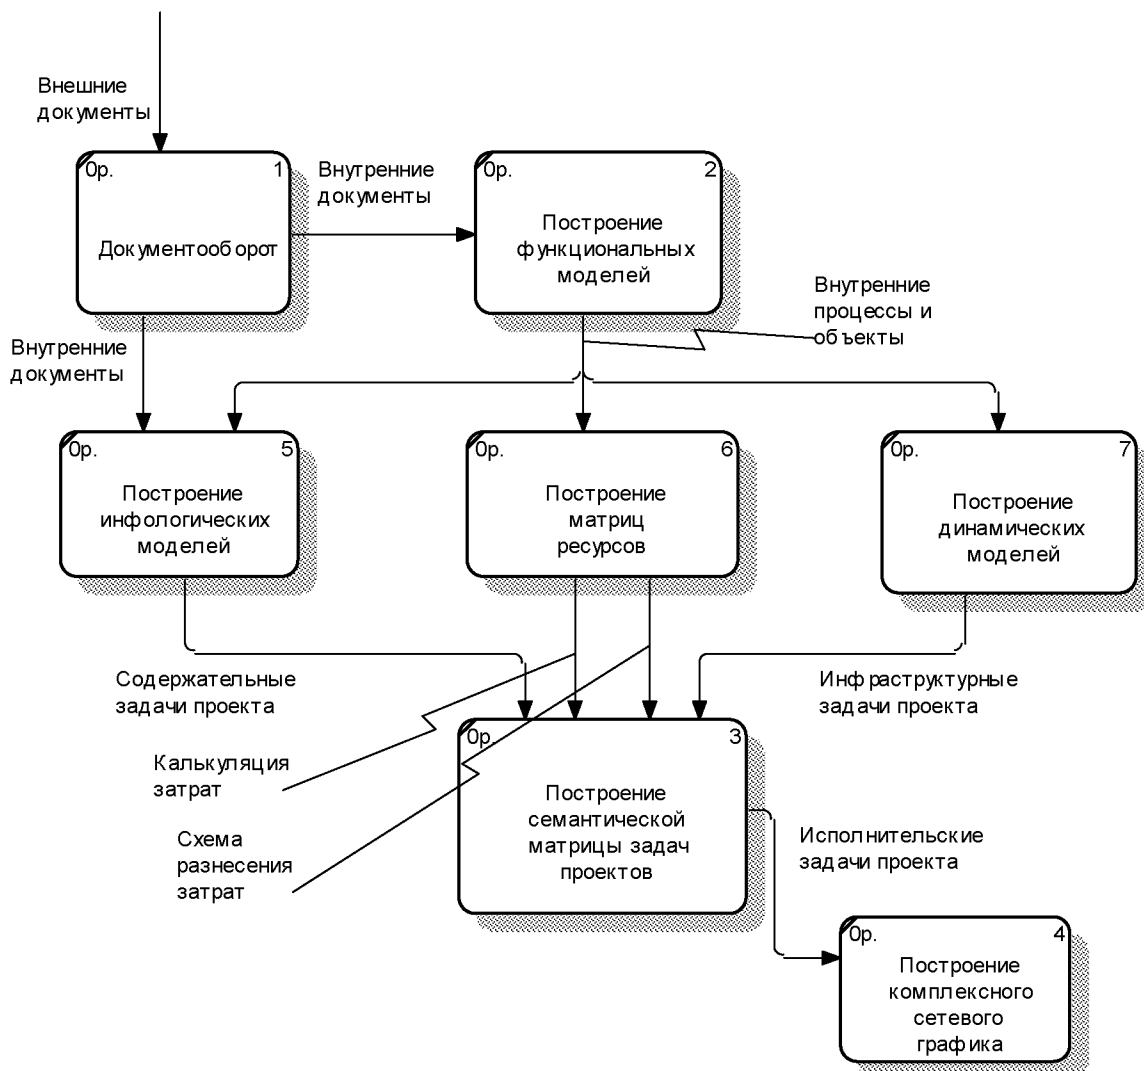 Внешние
документы
0р.
1
Документооборот
Внутренние
документы
0р.
2
Построение
функциональных
моделей
Внутренние
процессы и
объекты
Внутренние
документы
0р.
5
Построение
инфологических
моделей
0р.
6
Построение
матриц
ресурсов
0р.
7
Построение
динамических
моделей
Содержательные
задачи проекта
Инфраструктурные
задачи проекта
Калькуляция
затрат
Схема
разнесения
затрат
0р.
3
Построение
семантической
матрицы задач
проектов
Исполнительские
задачи проекта
0р.
4
Построение
комплексного
сетевого
графика